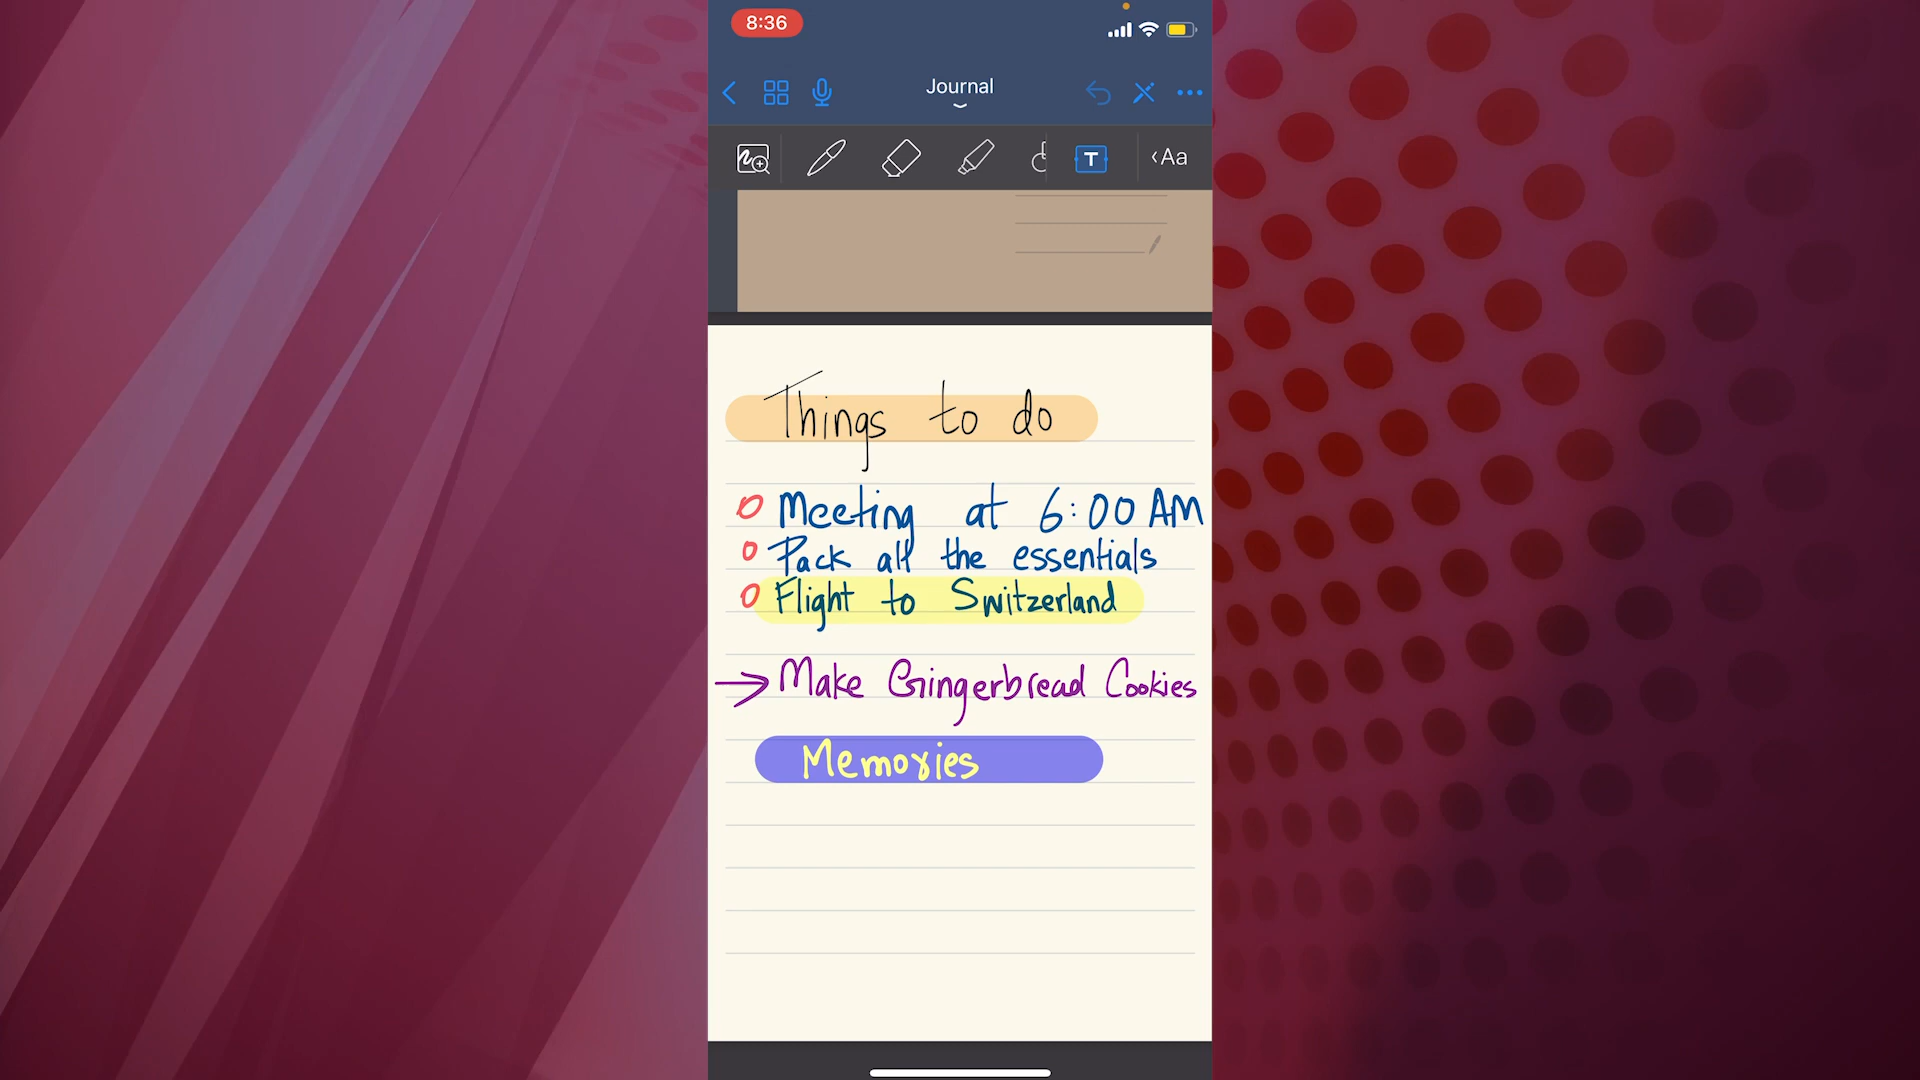 8:36
Journal
T
‹Aa
Things to do
Meeting at 6:00 AM
Pack all the essentials
Flight to Switzerland
→ Make Gingerbread Cookies
Memories